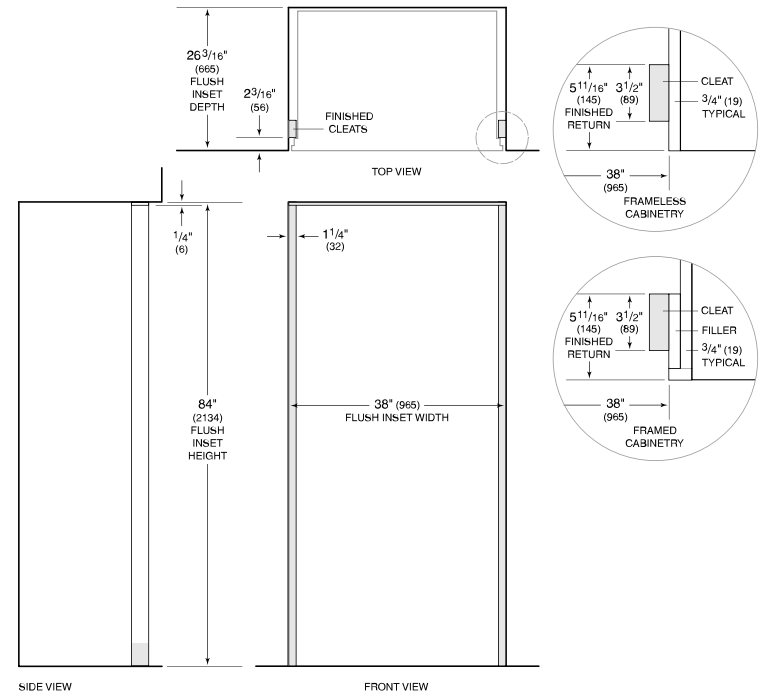 26 3/16"
(665)
FLUSH
INSET
DEPTH
2 3/16"
(56)
FINISHED
CLEATS
TOP VIEW
5 11/16"
(145)
FINISHED
RETURN
3 1/2"
(89)
CLEAT
3/4" (19)
TYPICAL
38"
(965)
FRAMELESS
CABINETRY
1/4"
(6)
1 1/4"
(32)
84"
(2134)
FLUSH
INSET
HEIGHT
38" (965)
FLUSH INSET WIDTH
5 11/16"
(145)
FINISHED
RETURN
3 1/2"
(89)
CLEAT
FILLER
3/4" (19)
TYPICAL
38"
(965)
FRAMED
CABINETRY
SIDE VIEW
FRONT VIEW